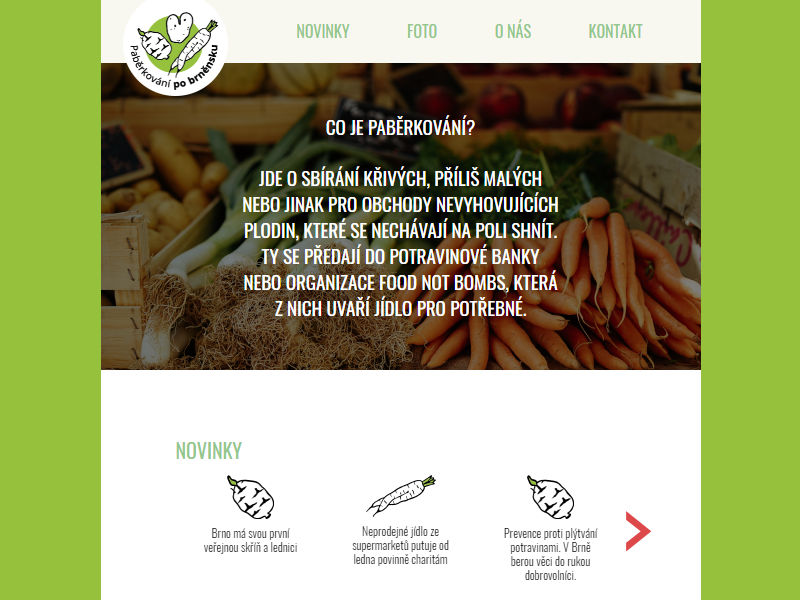 Paběrkování po brněnsku
NOVINKY
FOTO
O NÁS
KONTAKT
CO JE PABĚRKOVÁNÍ?
JDE O SBÍRÁNÍ KŘIVÝCH, PŘÍLIŠ MALÝCH
NEBO JINAK PRO OBCHODY NEVYHOVUJÍCÍCH
PLODIN, KTERÉ SE NECHÁVAJÍ NA POLI SHNÍT.
TY SE PŘEDAJÍ DO POTRAVINOVÉ BANKY
NEBO ORGANIZACE FOOD NOT BOMBS, KTERÁ
Z NICH UVAŘÍ JÍDLO PRO POTŘEBNÉ.
NOVINKY
Brno má svou první
veřejnou skříň a lednici
Neprodejné jídlo ze
supermarketů putuje od
ledna povinně charitám
Prevence proti plýtvání
potravinami. V Brně
berou věci do rukou
dobrovolníci.